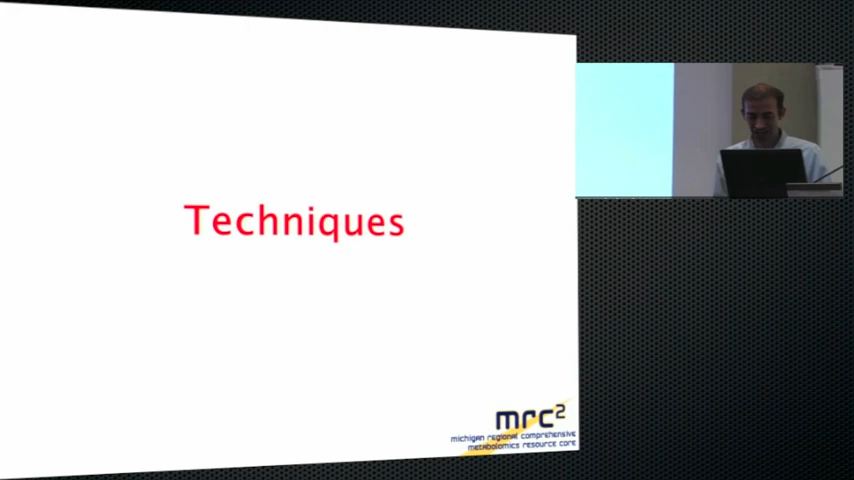 Techniques
mrc²
michigan regional comprehensive
metabolomics resource core